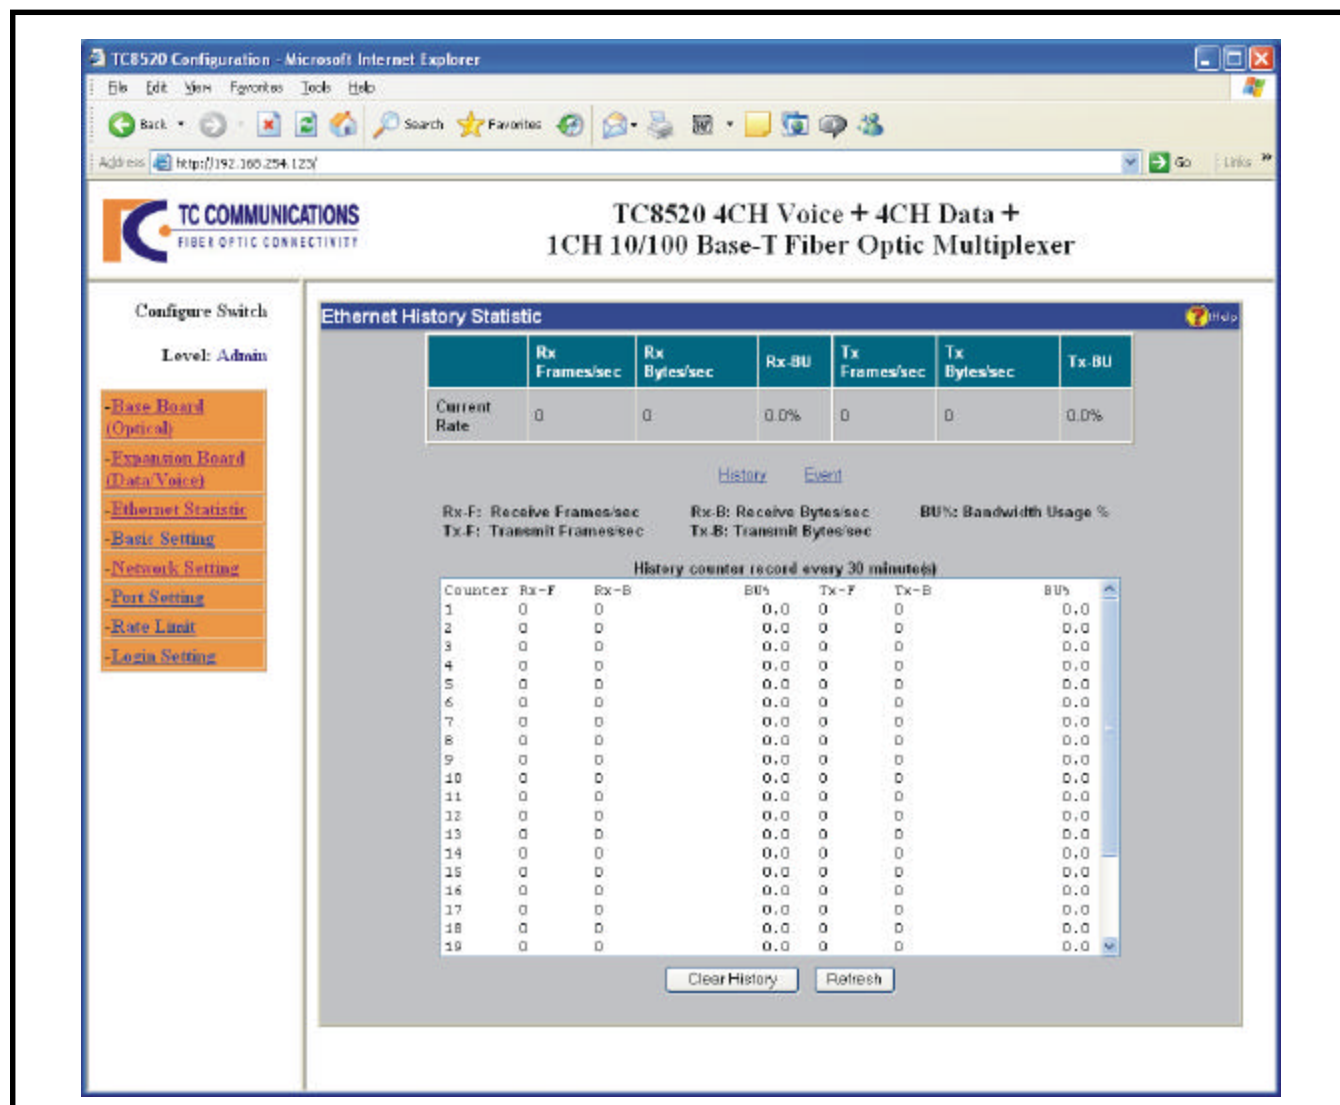 TC8520 Configuration - Microsoft Internet Explorer
File Edit View Favorites Tools Help
Back Search Favorites
Address http://192.168.254.123/ Go Links »
TC COMMUNICATIONS
FIBER OPTIC CONNECTIVITY
TC8520 4CH Voice + 4CH Data +
1CH 10/100 Base-T Fiber Optic Multiplexer
Configure Switch
Level: Admin
-Base Board
(Optical)
-Expansion Board
(Data/Voice)
-Ethernet Statistic
-Basic Setting
-Network Setting
-Port Setting
-Rate Limit
-Login Setting
Ethernet History Statistic Help
Rx Frames/sec Rx Bytes/sec Rx-BU Tx Frames/sec Tx Bytes/sec Tx-BU
Current Rate 0 0 0.0% 0 0 0.0%
History Event
Rx-F: Receive Frames/sec Rx-B: Receive Bytes/sec BU%: Bandwidth Usage %
Tx-F: Transmit Frames/sec Tx-B: Transmit Bytes/sec
History counter record every 30 minute(s)
Counter Rx-F Rx-B BU% Tx-F Tx-B BU%
1 0 0 0.0 0 0 0.0
2 0 0 0.0 0 0 0.0
3 0 0 0.0 0 0 0.0
4 0 0 0.0 0 0 0.0
5 0 0 0.0 0 0 0.0
6 0 0 0.0 0 0 0.0
7 0 0 0.0 0 0 0.0
8 0 0 0.0 0 0 0.0
9 0 0 0.0 0 0 0.0
10 0 0 0.0 0 0 0.0
11 0 0 0.0 0 0 0.0
12 0 0 0.0 0 0 0.0
13 0 0 0.0 0 0 0.0
14 0 0 0.0 0 0 0.0
15 0 0 0.0 0 0 0.0
16 0 0 0.0 0 0 0.0
17 0 0 0.0 0 0 0.0
18 0 0 0.0 0 0 0.0
19 0 0 0.0 0 0 0.0
Clear History Refresh